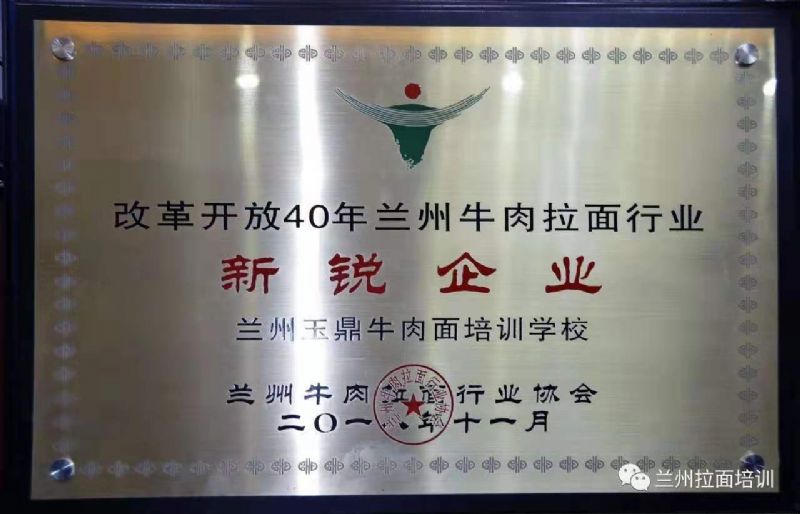 改革开放40年兰州牛肉拉面行业
新锐企业
兰州玉鼎牛肉面培训学校
兰州牛肉拉面行业协会
二〇一八年十一月
兰州拉面培训